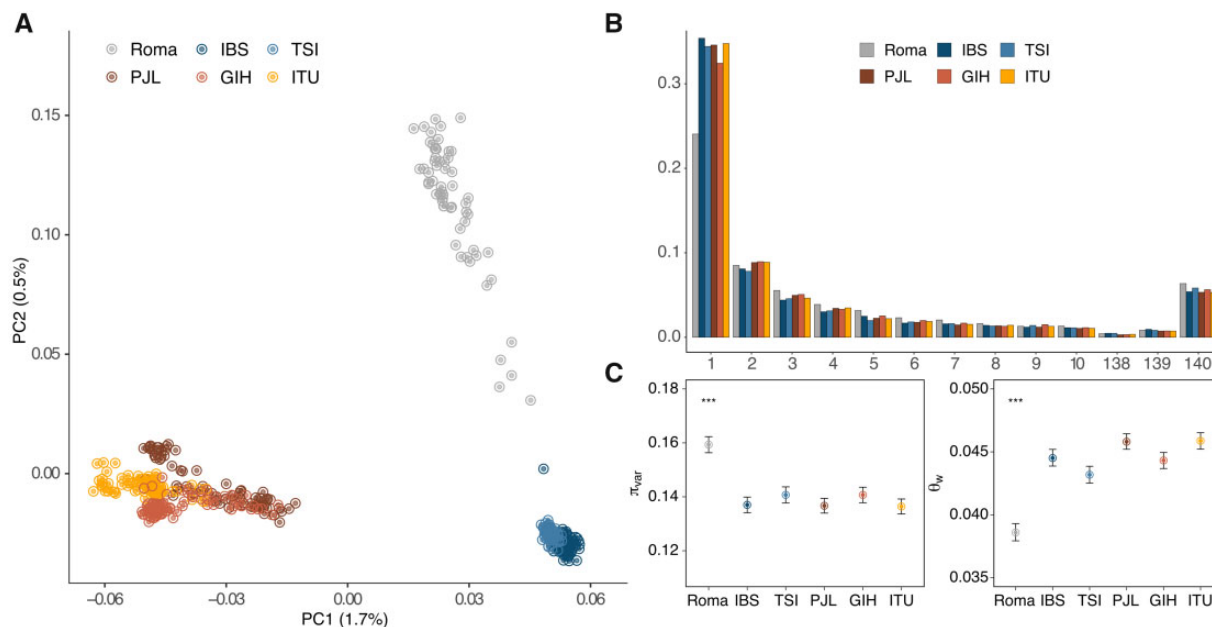 A
Roma IBS TSI
PJL GIH ITU
0.15
0.10
0.05
0.00
−0.06 −0.03 0.00 0.03 0.06
PC2 (0.5%)
PC1 (1.7%)
B
Roma IBS TSI
PJL GIH ITU
0.3
0.2
0.1
0.0
1 2 3 4 5 6 7 8 9 10 138 139 140
C
0.18
0.16
0.14
0.12
πvar
***
Roma IBS TSI PJL GIH ITU
0.050
0.045
0.040
0.035
θw
***
Roma IBS TSI PJL GIH ITU